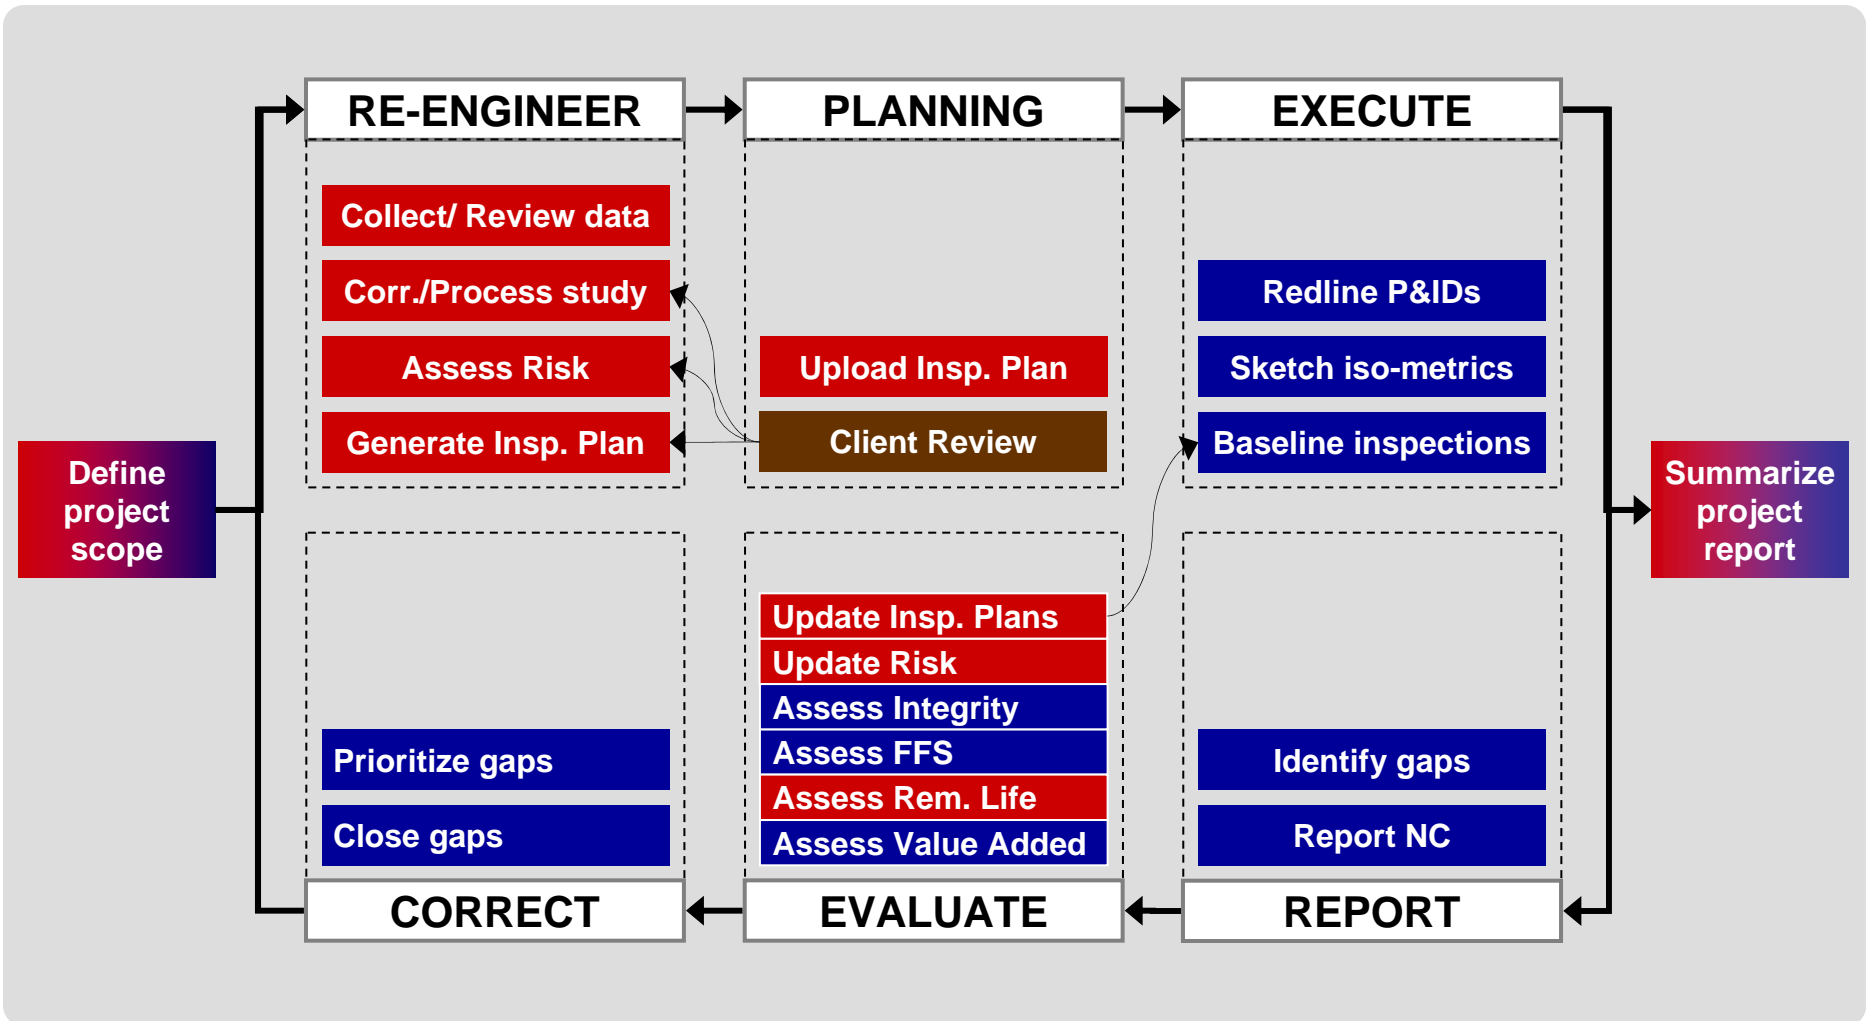 RE-ENGINEER
PLANNING
EXECUTE
Collect/ Review data
Corr./Process study
Assess Risk
Generate Insp. Plan
Upload Insp. Plan
Client Review
Redline P&IDs
Sketch iso-metrics
Baseline inspections
Define
project
scope
Summarize
project
report
Prioritize gaps
Close gaps
Update Insp. Plans
Update Risk
Assess Integrity
Assess FFS
Assess Rem. Life
Assess Value Added
Identify gaps
Report NC
CORRECT
EVALUATE
REPORT